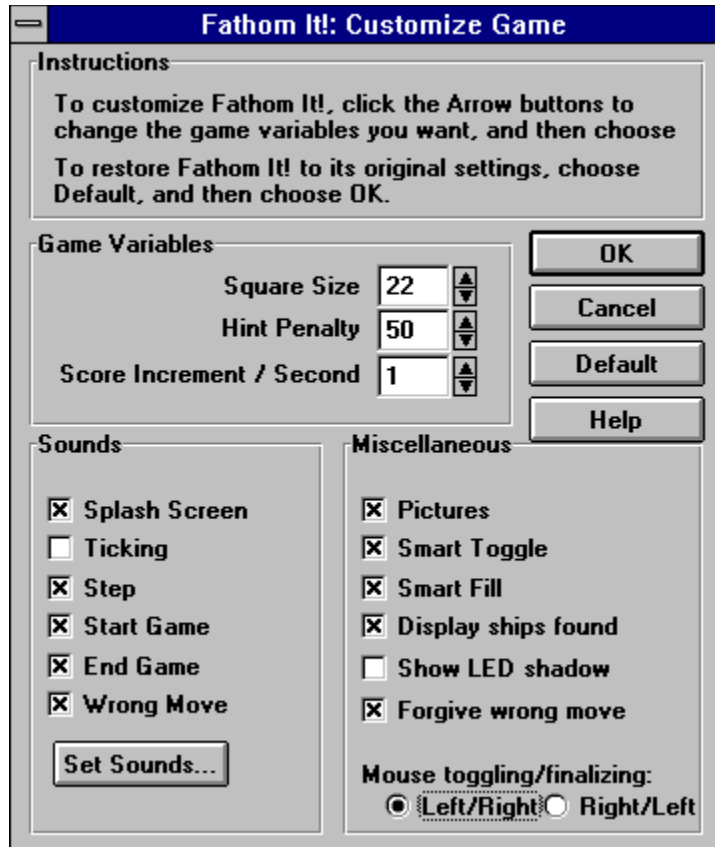 Fathom It!: Customize Game
Instructions
To customize Fathom It!, click the Arrow buttons to
change the game variables you want, and then choose
To restore Fathom It! to its original settings, choose
Default, and then choose OK.
Game Variables
Square Size 22
Hint Penalty 50
Score Increment / Second 1
OK
Cancel
Default
Help
Sounds
Splash Screen
Ticking
Step
Start Game
End Game
Wrong Move
Set Sounds...
Miscellaneous
Pictures
Smart Toggle
Smart Fill
Display ships found
Show LED shadow
Forgive wrong move
Mouse toggling/finalizing:
Left/Right Right/Left